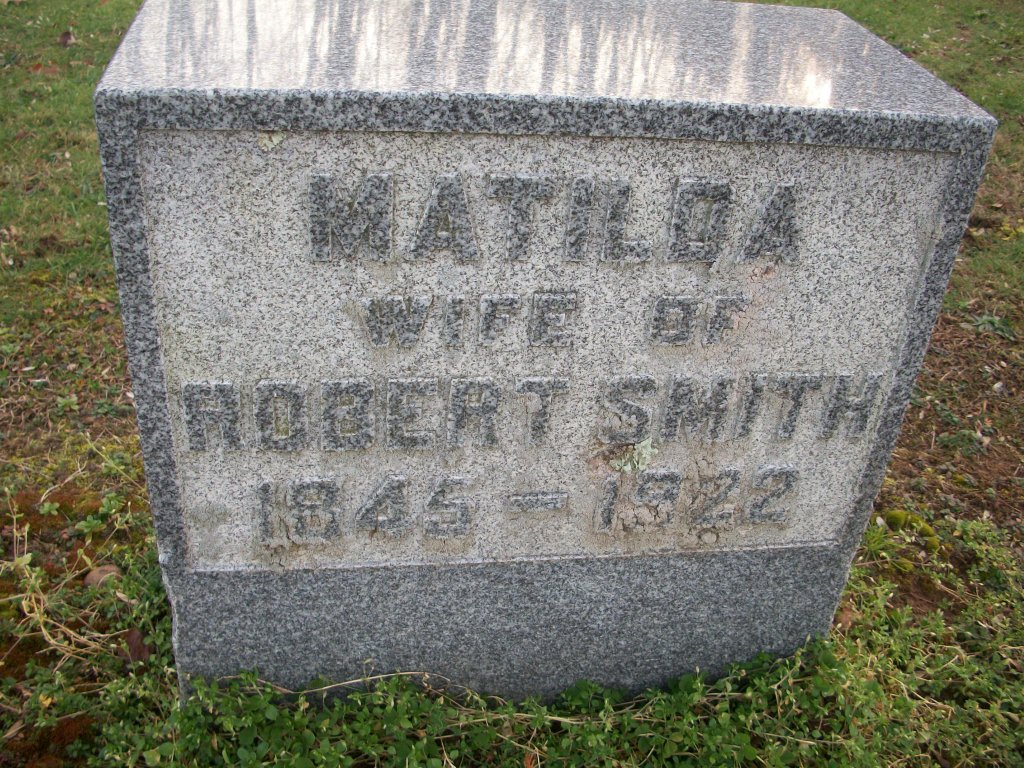 MATILDA
WIFE OF
ROBERT SMITH
1845 - 1922